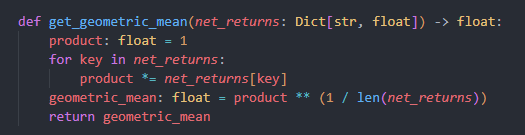 def get_geometric_mean(net_returns: Dict[str, float]) -> float:
    product: float = 1
    for key in net_returns:
        product *= net_returns[key]
    geometric_mean: float = product ** (1 / len(net_returns))
    return geometric_mean